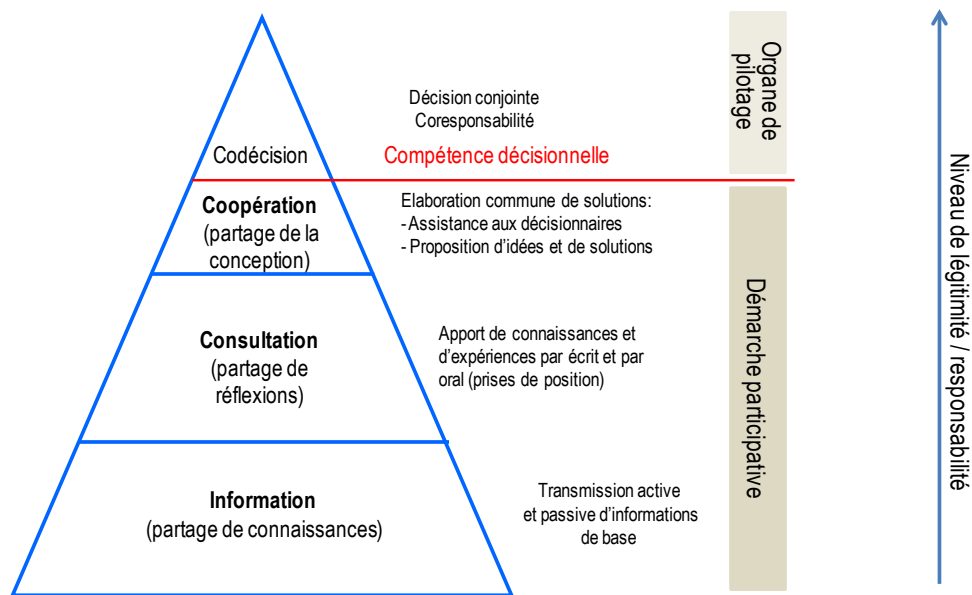 Décision conjointe
Coresponsabilité
Codécision
Compétence décisionnelle
Organe de
pilotage
Coopération
(partage de la
conception)
Elaboration commune de solutions:
- Assistance aux décisionnaires
- Proposition d’idées et de solutions
Consultation
(partage de
réflexions)
Apport de connaissances et
d’expériences par écrit et par
oral (prises de position)
Information
(partage de connaissances)
Transmission active
et passive d’informations
de base
Démarche participative
Niveau de légitimité / responsabilité